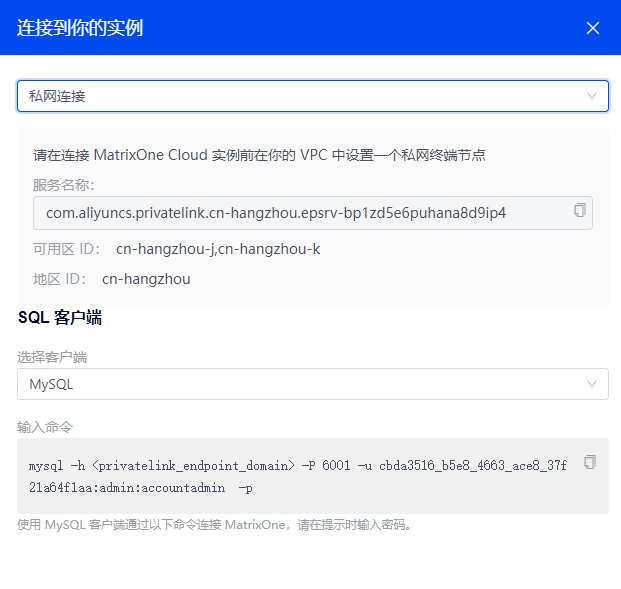 连接到你的实例
私网连接
请在连接 MatrixOne Cloud 实例前在你的 VPC 中设置一个私网终端节点
服务名称:
com.aliyuncs.privatelink.cn-hangzhou.epsrv-bp1zd5e6puhana8d9ip4
可用区 ID: cn-hangzhou-j,cn-hangzhou-k
地区 ID: cn-hangzhou
SQL 客户端
选择客户端
MySQL
输入命令
mysql -h <privatelink_endpoint_domain> -P 6001 -u cbda3516_b5e8_4663_ace8_37f
21a64f1aa:admin:accountadmin -p
使用 MySQL 客户端通过以下命令连接 MatrixOne，请在提示时输入密码。